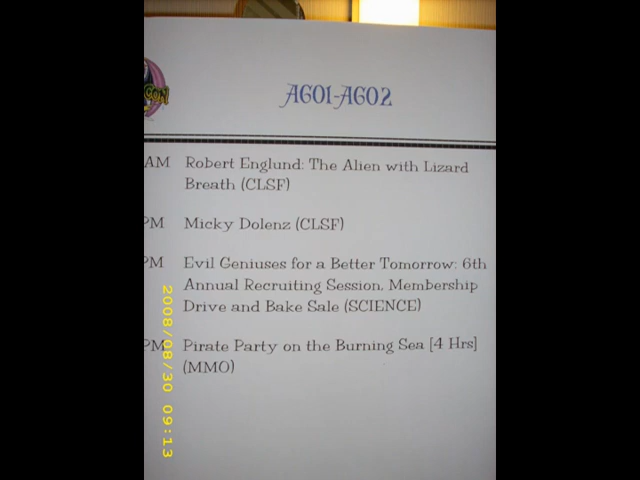 CON
A601-A602
AM Robert Englund: The Alien with Lizard
Breath (CLSF)
PM Micky Dolenz (CLSF)
PM Evil Geniuses for a Better Tomorrow: 6th
Annual Recruiting Session, Membership
Drive and Bake Sale (SCIENCE)
PM Pirate Party on the Burning Sea [4 Hrs]
(MMO)
2008/08/30 09:13